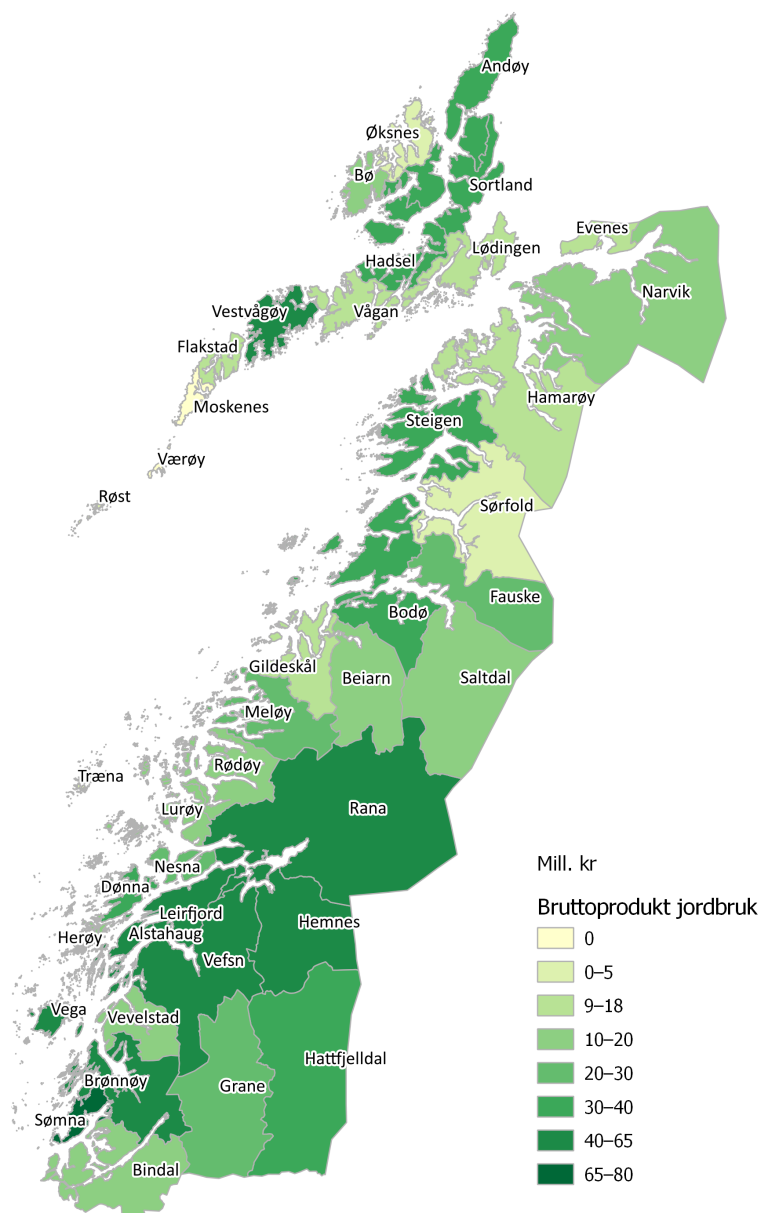 Andøy
Øksnes
Bø
Sortland
Evenes
Lødingen
Hadsel
Narvik
Vestvågøy
Vågan
Flakstad
Hamarøy
Moskenes
Steigen
Værøy
Røst
Sørfold
Fauske
Bodø
Gildeskål
Beiarn
Saltdal
Meløy
Rødøy
Træna
Lurøy
Rana
Nesna
Dønna
Leirfjord
Hemnes
Herøy
Alstahaug
Vefsn
Vega
Vevelstad
Hattfjelldal
Brønnøy
Grane
Sømna
Bindal
Mill. kr
Bruttoprodukt jordbruk
0
0–5
9–18
10–20
20–30
30–40
40–65
65–80